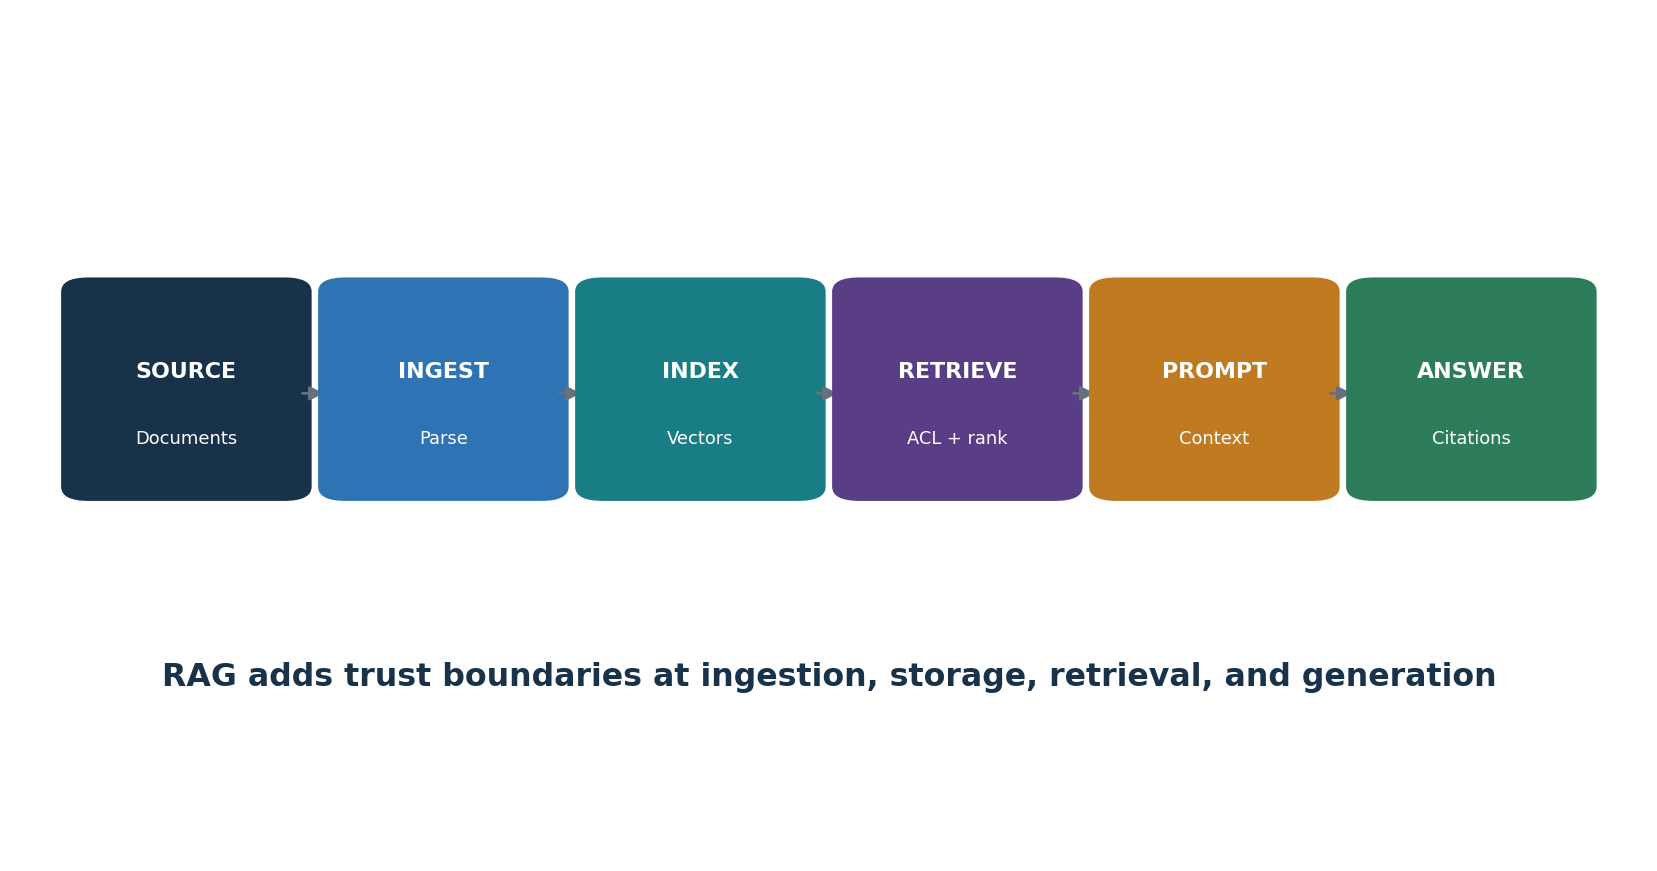 SOURCE
Documents
INGEST
Parse
INDEX
Vectors
RETRIEVE
ACL + rank
PROMPT
Context
ANSWER
Citations
RAG adds trust boundaries at ingestion, storage, retrieval, and generation